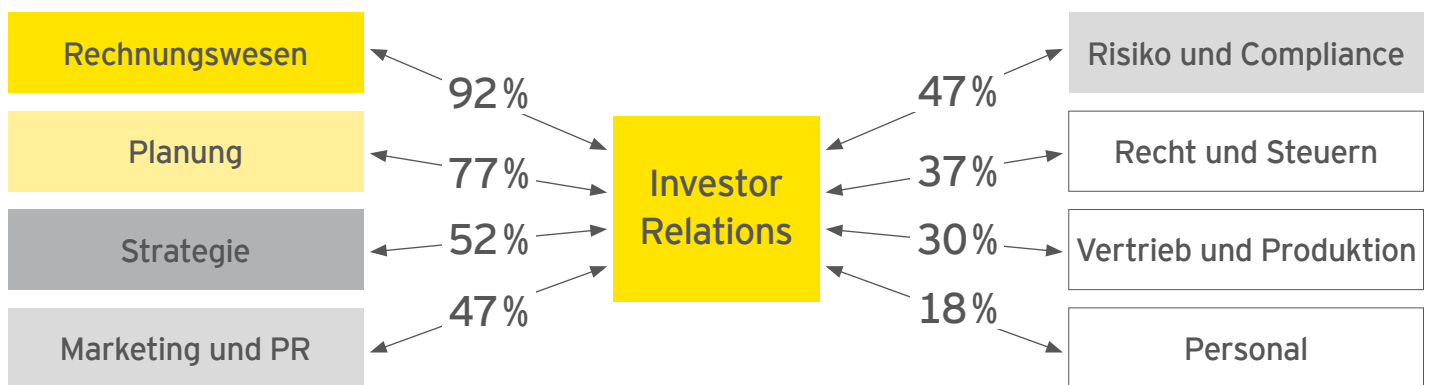 Rechnungswesen
92 %
Planung
77 %
Strategie
52 %
Marketing und PR
47 %
Investor
Relations
47 %
Risiko und Compliance
37 %
Recht und Steuern
30 %
Vertrieb und Produktion
18 %
Personal